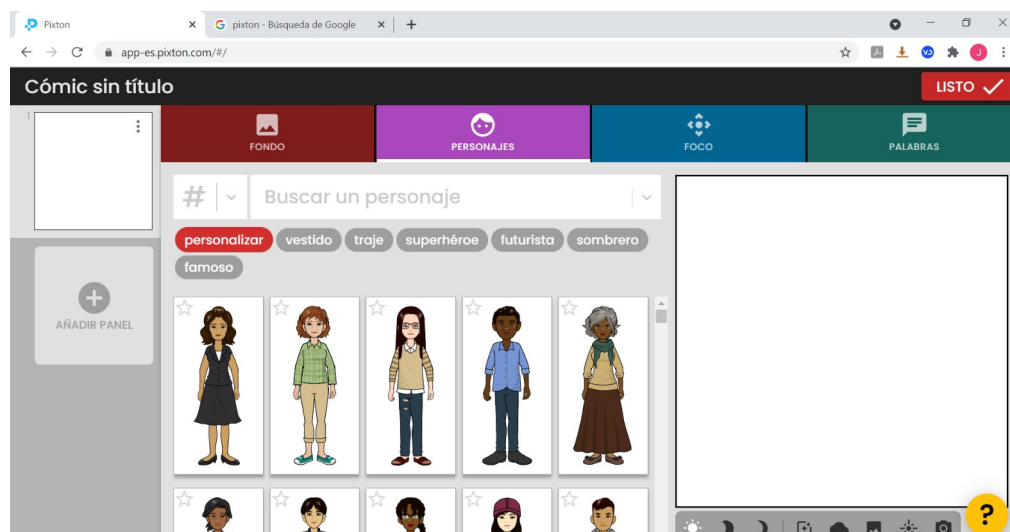 Pixton
pixton - Búsqueda de Google
app-es.pixton.com/#/
Cómic sin título
LISTO
1
FONDO
PERSONAJES
FOCO
PALABRAS
# Buscar un personaje
personalizar vestido traje superhéroe futurista sombrero
famoso
AÑADIR PANEL
?